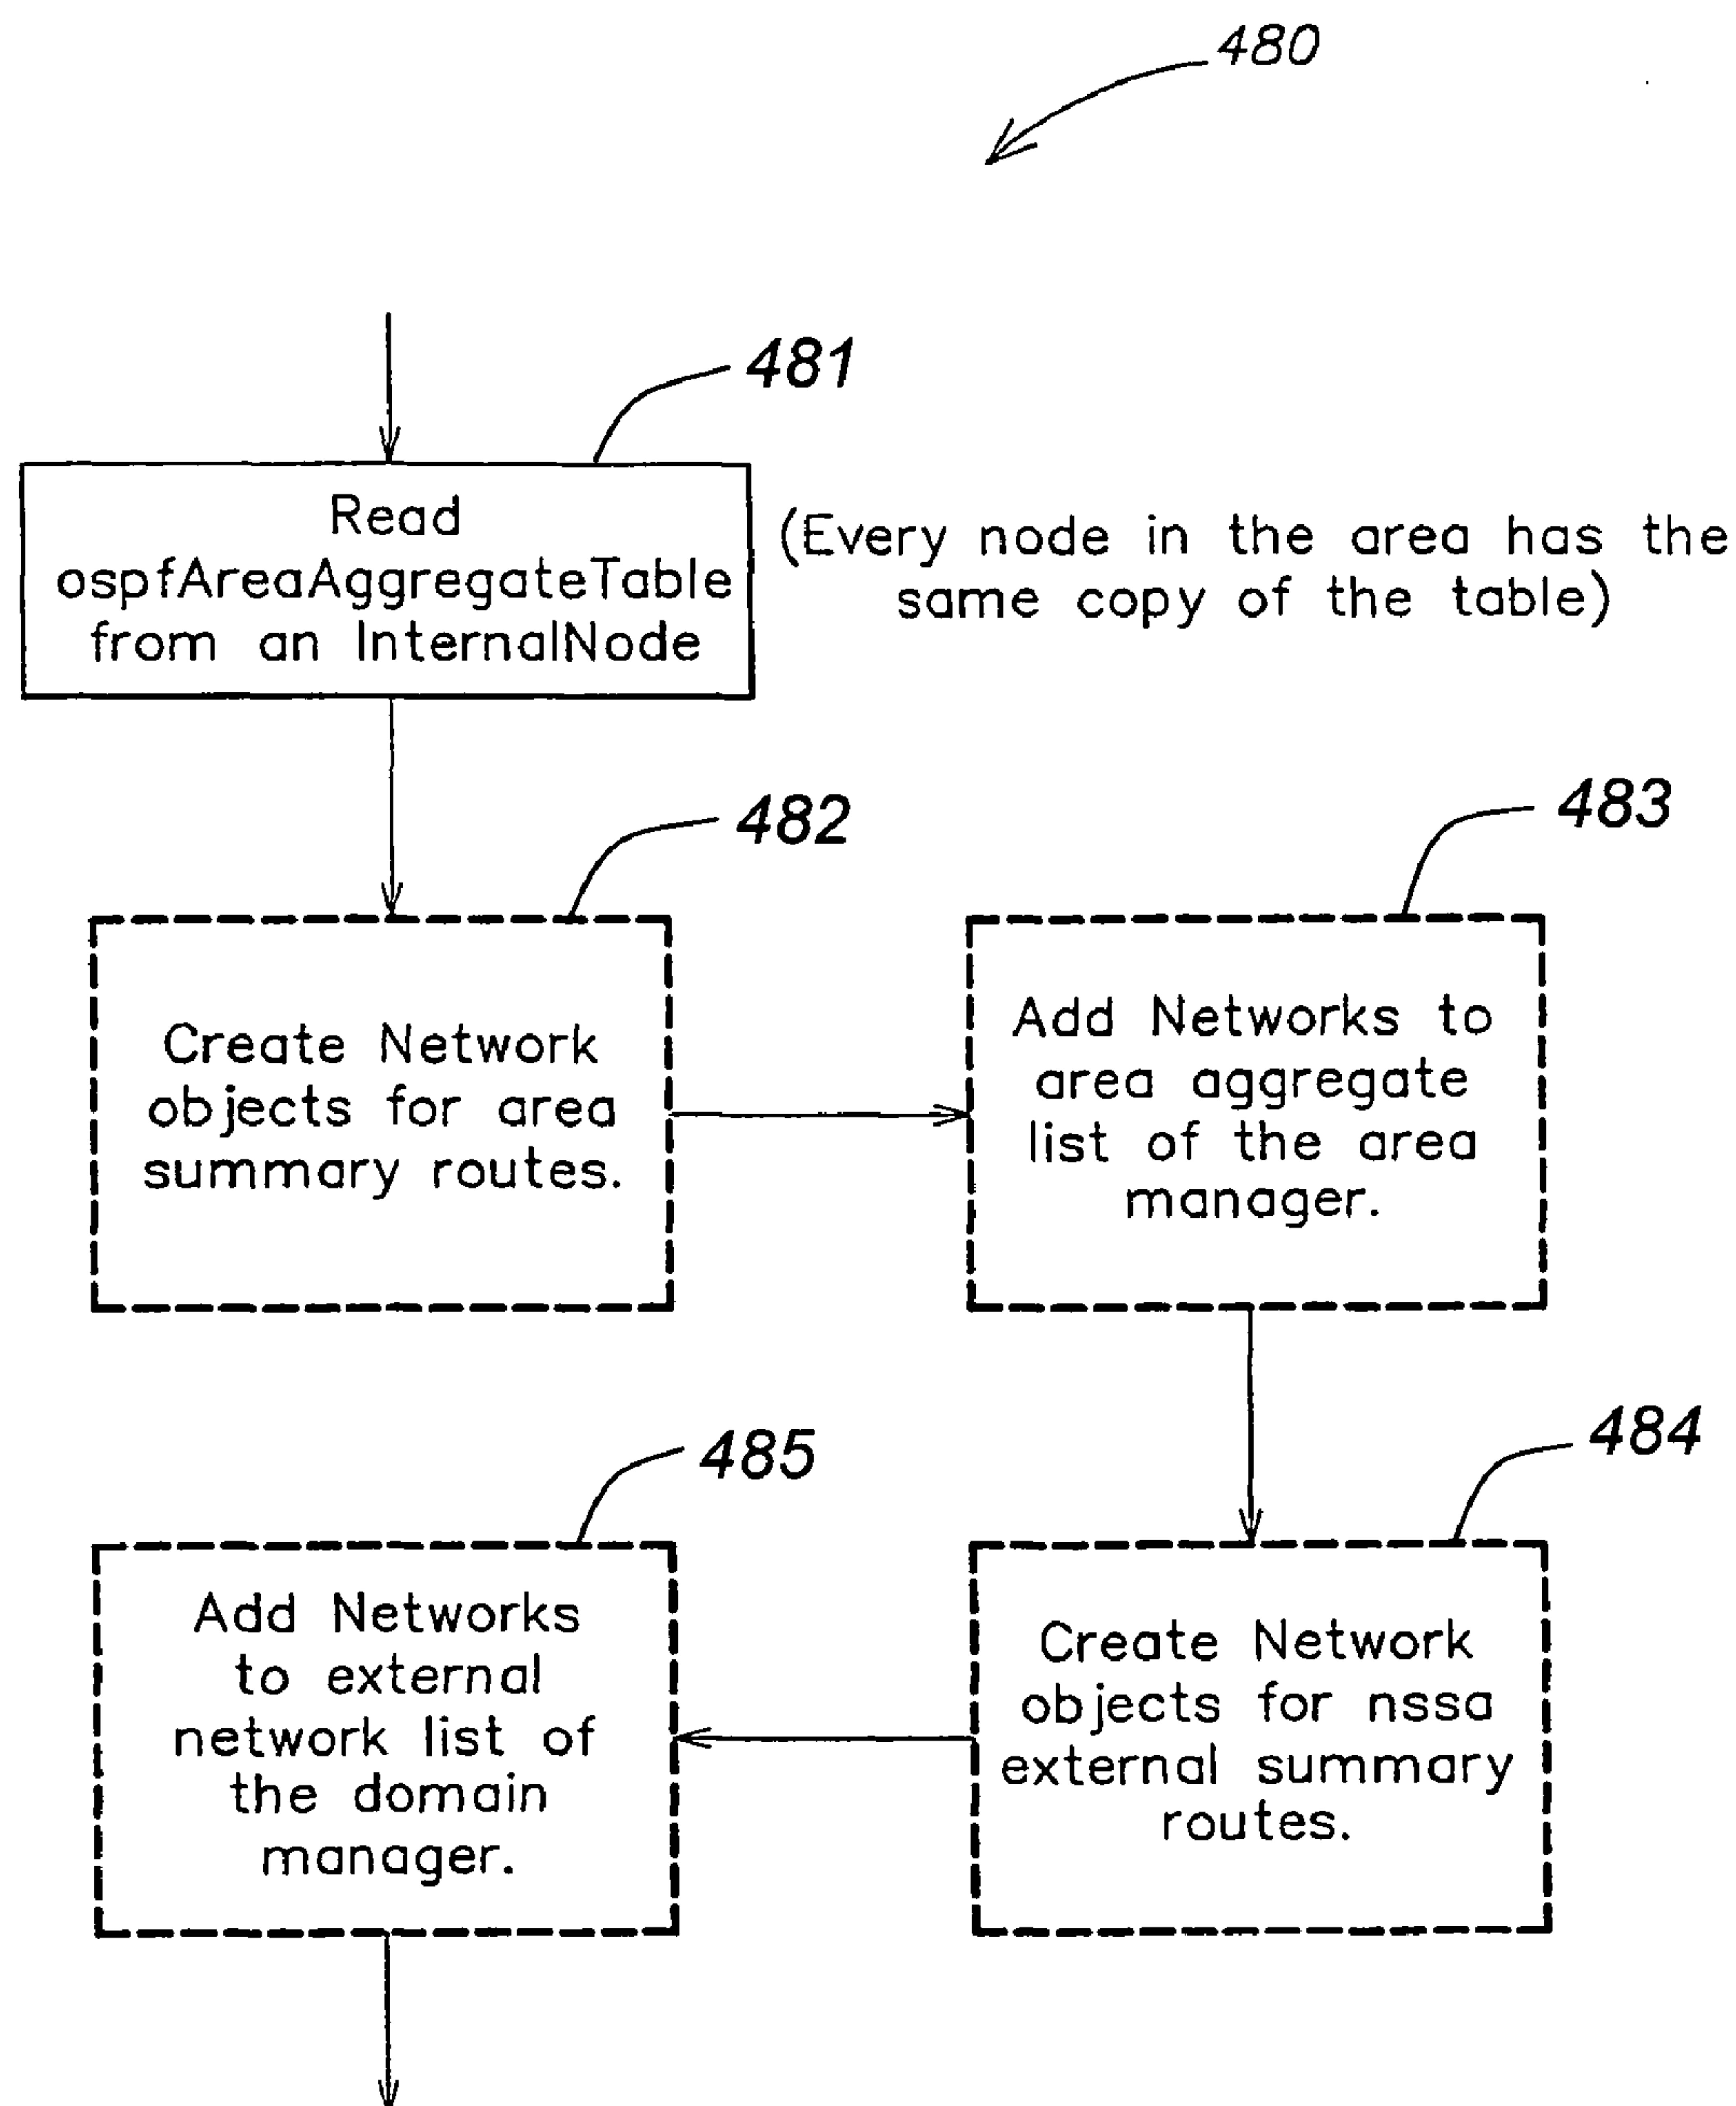 480
481
Read
ospfAreaAggregateTable
from an InternalNode
(Every node in the area has the
same copy of the table)
482
Create Network
objects for area
summary routes.
483
Add Networks to
area aggregate
list of the area
manager.
484
Create Network
objects for nssa
external summary
routes.
485
Add Networks
to external
network list of
the domain
manager.